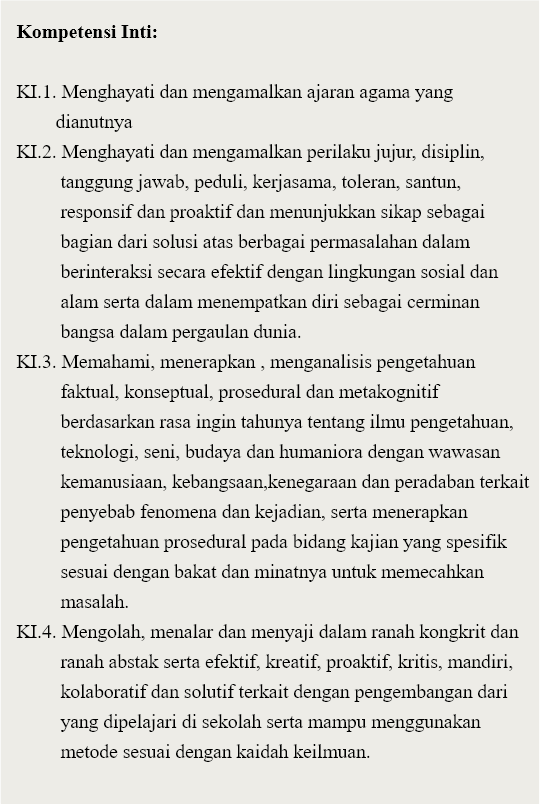 Kompetensi Inti:
KI.1. Menghayati dan mengamalkan ajaran agama yang
dianutnya
KI.2. Menghayati dan mengamalkan perilaku jujur, disiplin,
tanggung jawab, peduli, kerjasama, toleran, santun,
responsif dan proaktif dan menunjukkan sikap sebagai
bagian dari solusi atas berbagai permasalahan dalam
berinteraksi secara efektif dengan lingkungan sosial dan
alam serta dalam menempatkan diri sebagai cerminan
bangsa dalam pergaulan dunia.
KI.3. Memahami, menerapkan , menganalisis pengetahuan
faktual, konseptual, prosedural dan metakognitif
berdasarkan rasa ingin tahunya tentang ilmu pengetahuan,
teknologi, seni, budaya dan humaniora dengan wawasan
kemanusiaan, kebangsaan,kenegaraan dan peradaban terkait
penyebab fenomena dan kejadian, serta menerapkan
pengetahuan prosedural pada bidang kajian yang spesifik
sesuai dengan bakat dan minatnya untuk memecahkan
masalah.
KI.4. Mengolah, menalar dan menyaji dalam ranah kongkrit dan
ranah abstak serta efektif, kreatif, proaktif, kritis, mandiri,
kolaboratif dan solutif terkait dengan pengembangan dari
yang dipelajari di sekolah serta mampu menggunakan
metode sesuai dengan kaidah keilmuan.